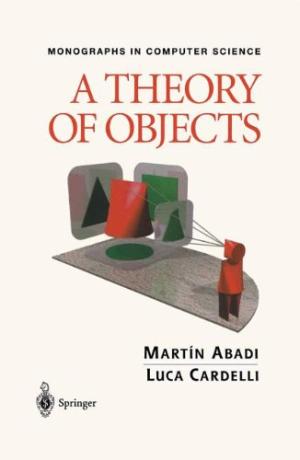 MONOGRAPHS IN COMPUTER SCIENCE
A THEORY
OF OBJECTS
MARTÍN ABADI
LUCA CARDELLI
Springer